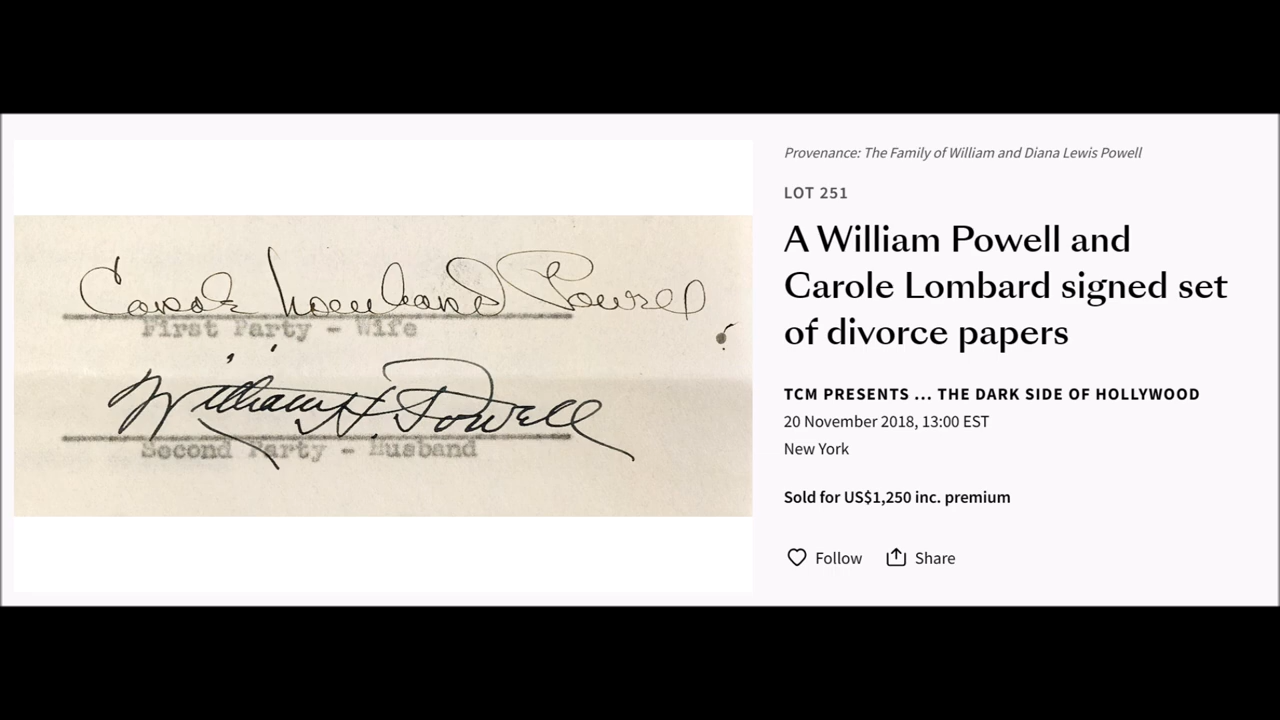 Carole Lombard Powell
First Party - Wife
William H. Powell
Second Party - Husband
Provenance: The Family of William and Diana Lewis Powell
LOT 251
A William Powell and
Carole Lombard signed set
of divorce papers
TCM PRESENTS ... THE DARK SIDE OF HOLLYWOOD
20 November 2018, 13:00 EST
New York
Sold for US$1,250 inc. premium
Follow Share